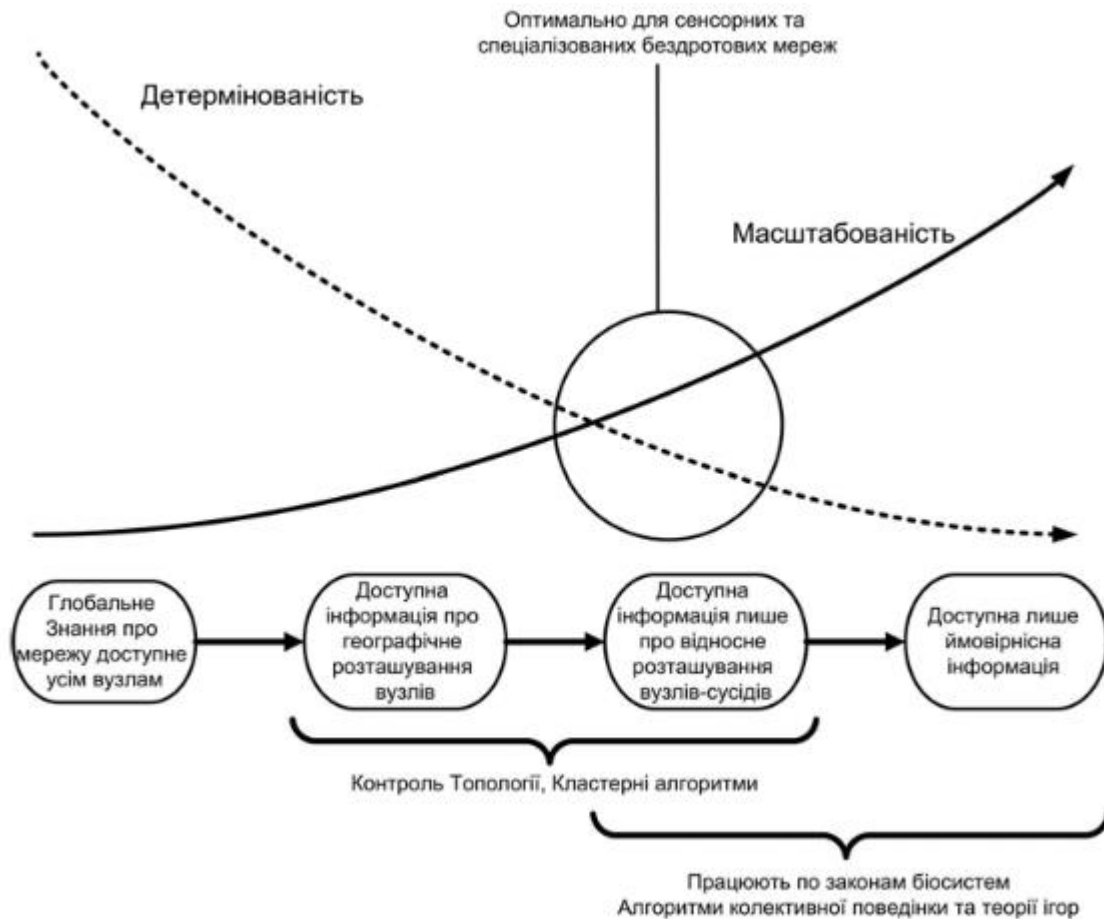 Оптимально для сенсорних та
спеціалізованих бездротових мереж
Детермінованість
Масштабованість
Глобальне
Знання про
мережу доступне
усім вузлам
Доступна
інформація про
географічне
розташування
вузлів
Доступна
інформація лише
про відносне
розташування
вузлів-сусідів
Доступна лише
ймовірнісна
інформація
Контроль Топології, Кластерні алгоритми
Працюють по законам біосистем
Алгоритми колективної поведінки та теорії ігор